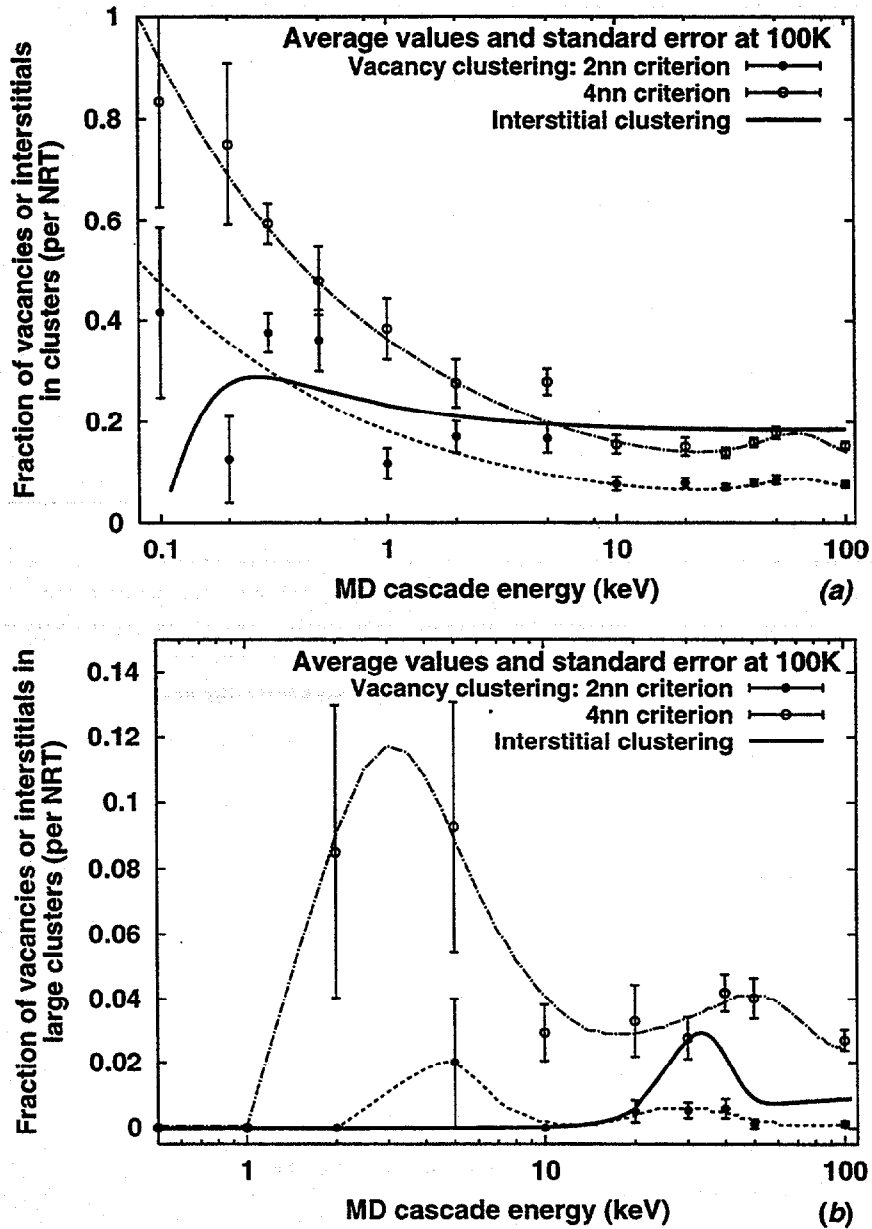 Average values and standard error at 100K
Vacancy clustering: 2nn criterion
4nn criterion
Interstitial clustering
Fraction of vacancies or interstitials
in clusters (per NRT)
1
0.8
0.6
0.4
0.2
0
0.1
1
10
100
MD cascade energy (keV)
(a)
Average values and standard error at 100K
Vacancy clustering: 2nn criterion
4nn criterion
Interstitial clustering
Fraction of vacancies or interstitials in
large clusters (per NRT)
0.14
0.12
0.1
0.08
0.06
0.04
0.02
0
1
10
100
MD cascade energy (keV)
(b)